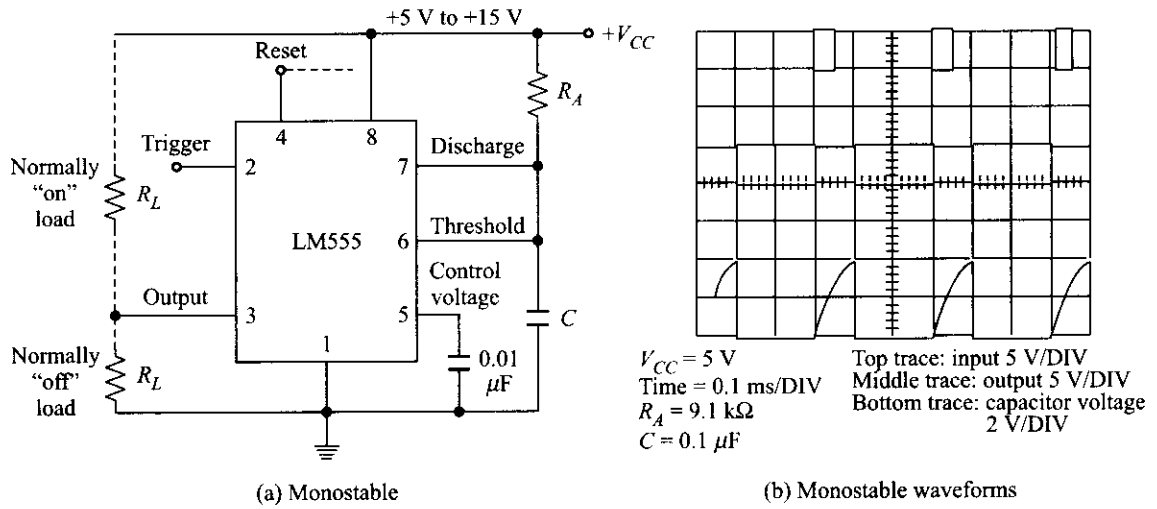 +5 V to +15 V
+V_CC
Reset
R_A
4
8
Trigger
2
7
Discharge
Normally
"on"
load
R_L
LM555
6
Threshold
Control
voltage
Output
3
5
C
1
0.01
μF
Normally
"off"
load
R_L
(a) Monostable
V_CC = 5 V
Time = 0.1 ms/DIV
R_A = 9.1 kΩ
C = 0.1 μF
Top trace: input 5 V/DIV
Middle trace: output 5 V/DIV
Bottom trace: capacitor voltage
2 V/DIV
(b) Monostable waveforms